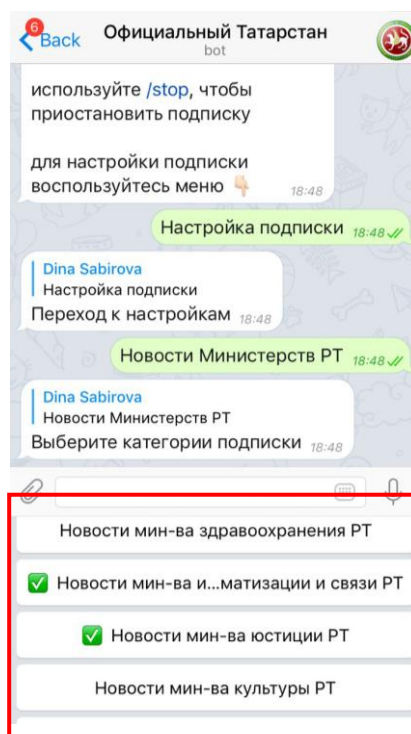 6
Back
Официальный Татарстан
bot
используйте /stop, чтобы
приостановить подписку
для настройки подписки
воспользуйтесь меню 👇🏻
18:48
Настройка подписки 18:48
Dina Sabirova
Настройка подписки
Переход к настройкам 18:48
Новости Министерств РТ 18:48
Dina Sabirova
Новости Министерств РТ
Выберите категории подписки 18:48
Новости мин-ва здравоохранения РТ
✅ Новости мин-ва и...матизации и связи РТ
✅ Новости мин-ва юстиции РТ
Новости мин-ва культуры РТ